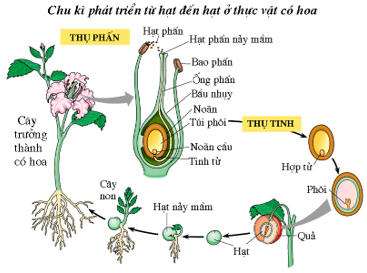 Chu kì phát triển từ hạt đến hạt ở thực vật có hoa
THỤ PHẤN
Hạt phấn
Hạt phấn nảy mầm
Bao phấn
Ống phấn
Bầu nhụy
Noãn
Túi phôi
THỤ TINH
Noãn cầu
Tinh tử
Hợp tử
Phôi
Cây
trưởng
thành
có hoa
Cây
non
Hạt nảy mầm
Hạt
Quả